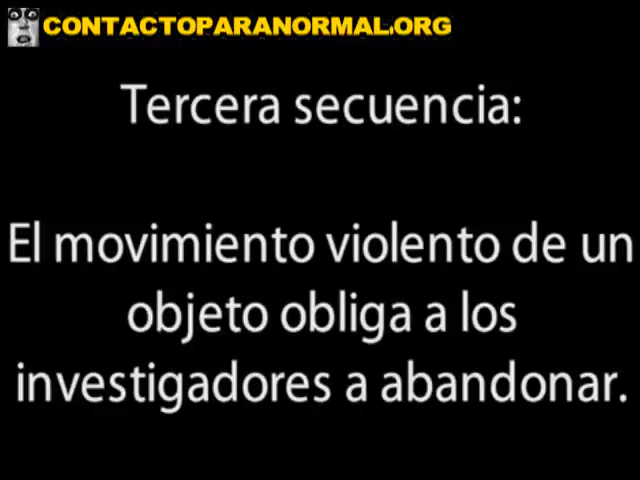 CONTACTOPARANORMAL.ORG
Tercera secuencia:
El movimiento violento de un
objeto obliga a los
investigadores a abandonar.